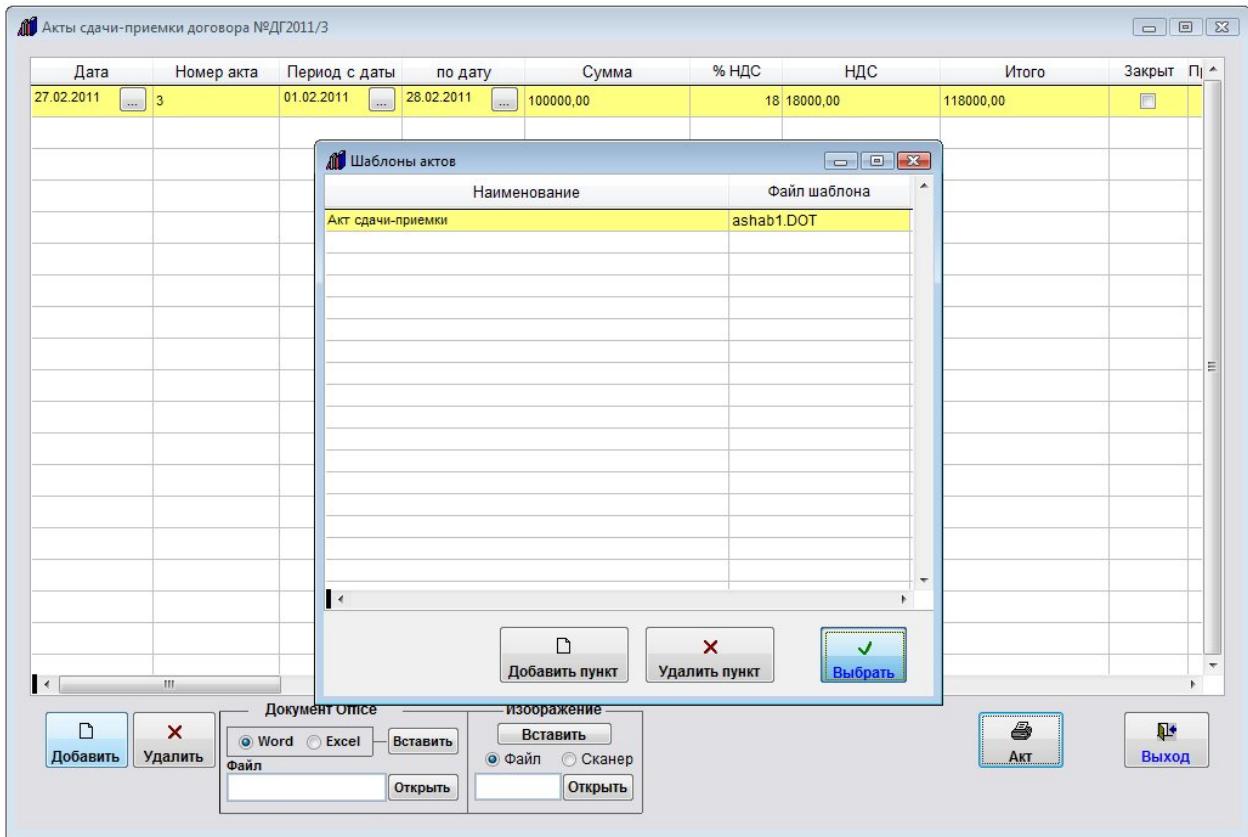 Акты сдачи-приемки договора №ДГ2011/3
Дата Номер акта Период с даты по дату Сумма % НДС НДС Итого Закрыт
27.02.2011 ... 3 01.02.2011 ... 28.02.2011 ... 100000,00 18 18000,00 118000,00
Шаблоны актов
Наименование Файл шаблона
Акт сдачи-приемки ashab1.DOT
Добавить пункт Удалить пункт Выбрать
Документ Office Изображение
Добавить Удалить Word Excel Вставить Вставить Акт Выход
Файл Сканер
Файл Открыть Открыть